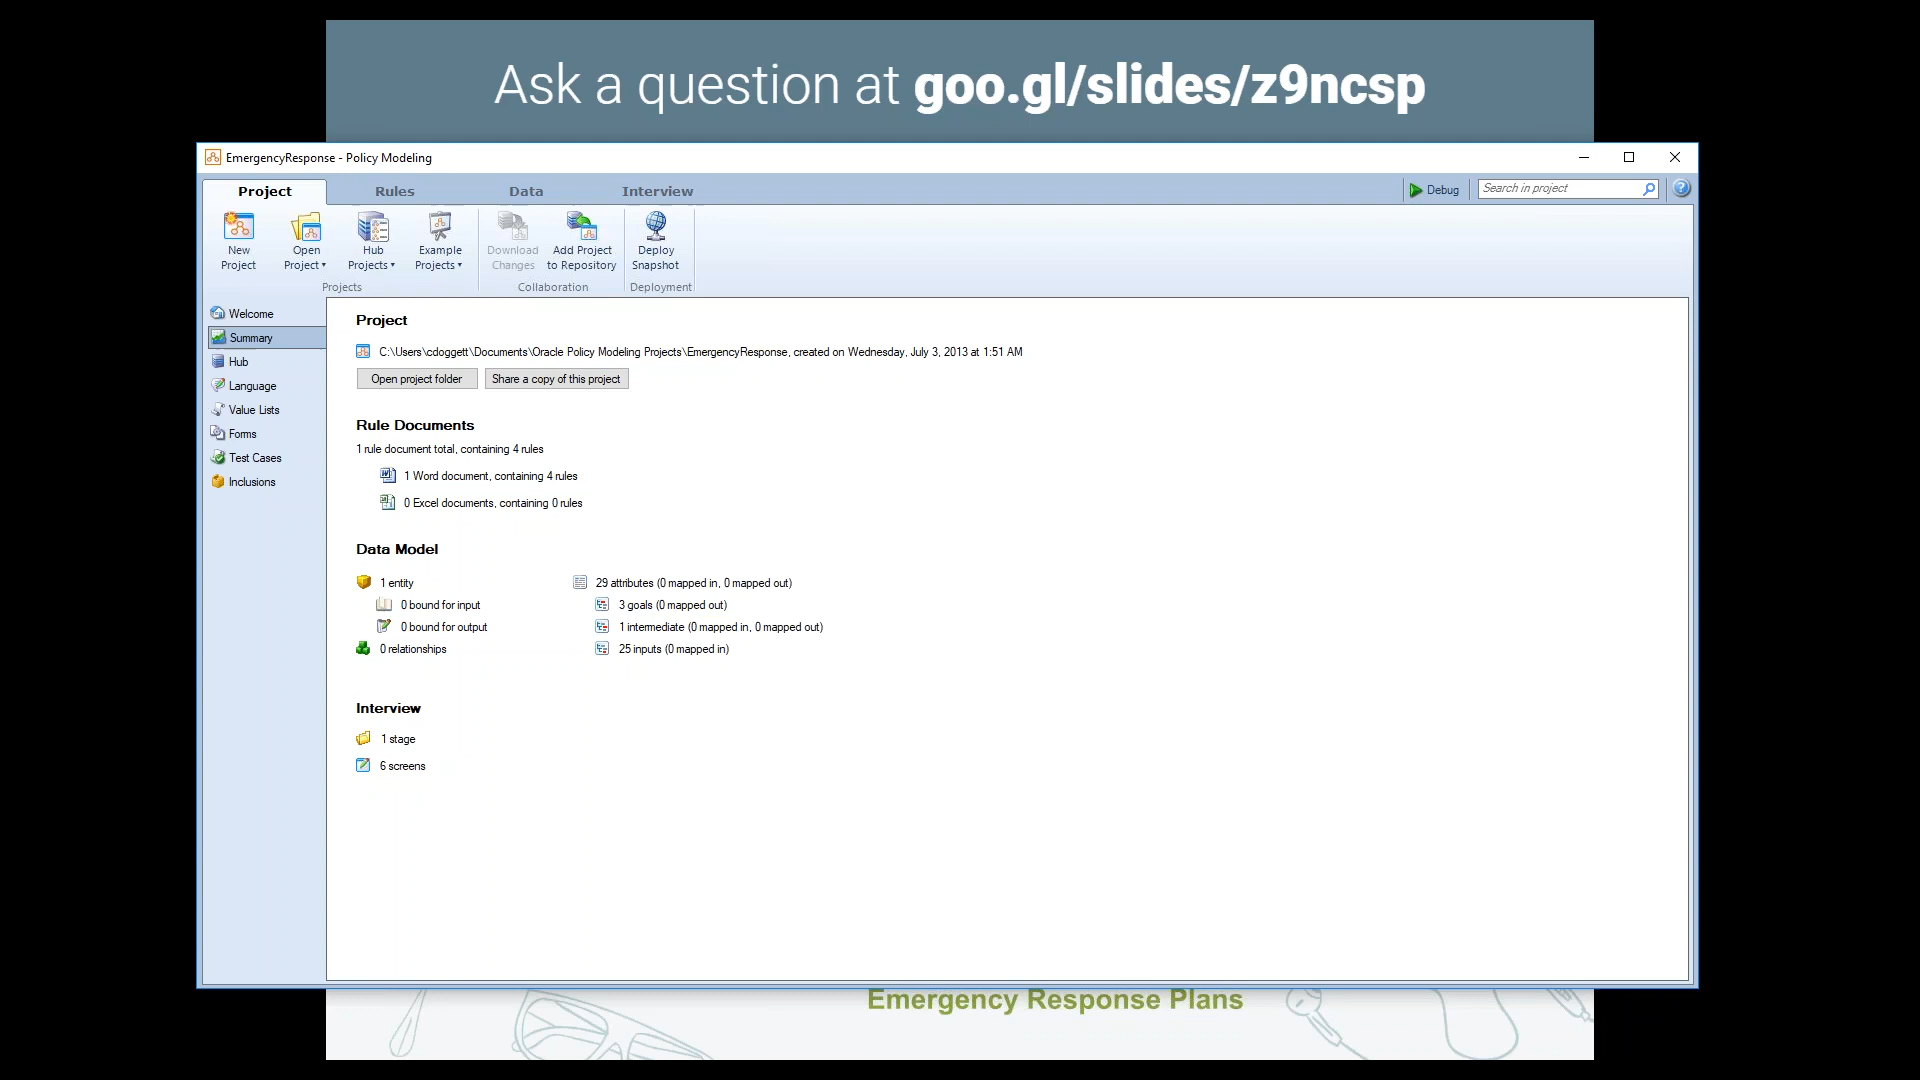 Ask a question at goo.gl/slides/z9ncsp
EmergencyResponse - Policy Modeling
Project Rules Data Interview
Debug
Search in project
New Project
Open Project
Hub Projects
Example Projects
Projects
Download Changes
Add Project to Repository
Collaboration
Deploy Snapshot
Deployment
Welcome
Summary
Hub
Language
Value Lists
Forms
Test Cases
Inclusions
Project
C:\Users\cdoggett\Documents\Oracle Policy Modeling Projects\EmergencyResponse, created on Wednesday, July 3, 2013 at 1:51 AM
Open project folder
Share a copy of this project
Rule Documents
1 rule document total, containing 4 rules
1 Word document, containing 4 rules
0 Excel documents, containing 0 rules
Data Model
1 entity
0 bound for input
0 bound for output
0 relationships
29 attributes (0 mapped in, 0 mapped out)
3 goals (0 mapped out)
1 intermediate (0 mapped in, 0 mapped out)
25 inputs (0 mapped in)
Interview
1 stage
6 screens
Emergency Response Plans